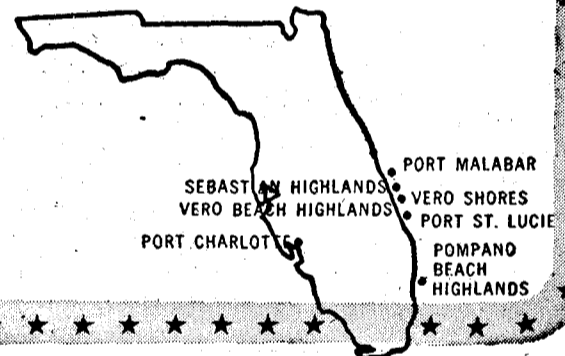 PORT MALABAR
SEBASTIAN HIGHLANDS
VERO SHORES
VERO BEACH HIGHLANDS
PORT ST. LUCIE
PORT CHARLOTTE
POMPANO
BEACH
HIGHLANDS